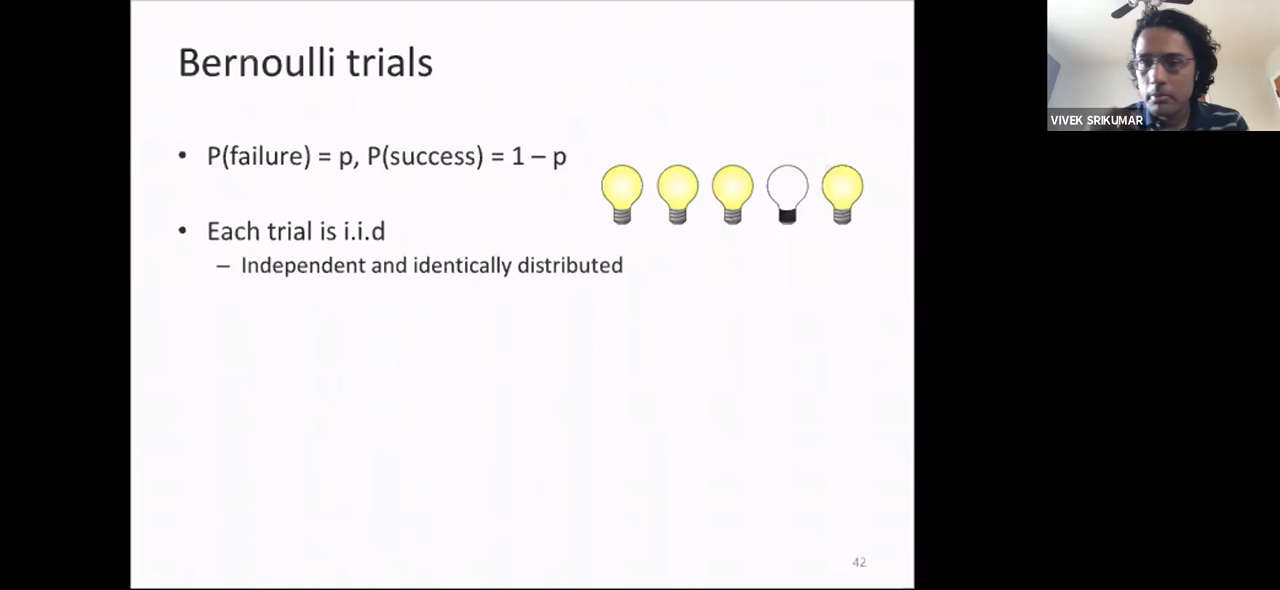 Bernoulli trials
• P(failure) = p, P(success) = 1 – p
• Each trial is i.i.d
– Independent and identically distributed
42
VIVEK SRIKUMAR